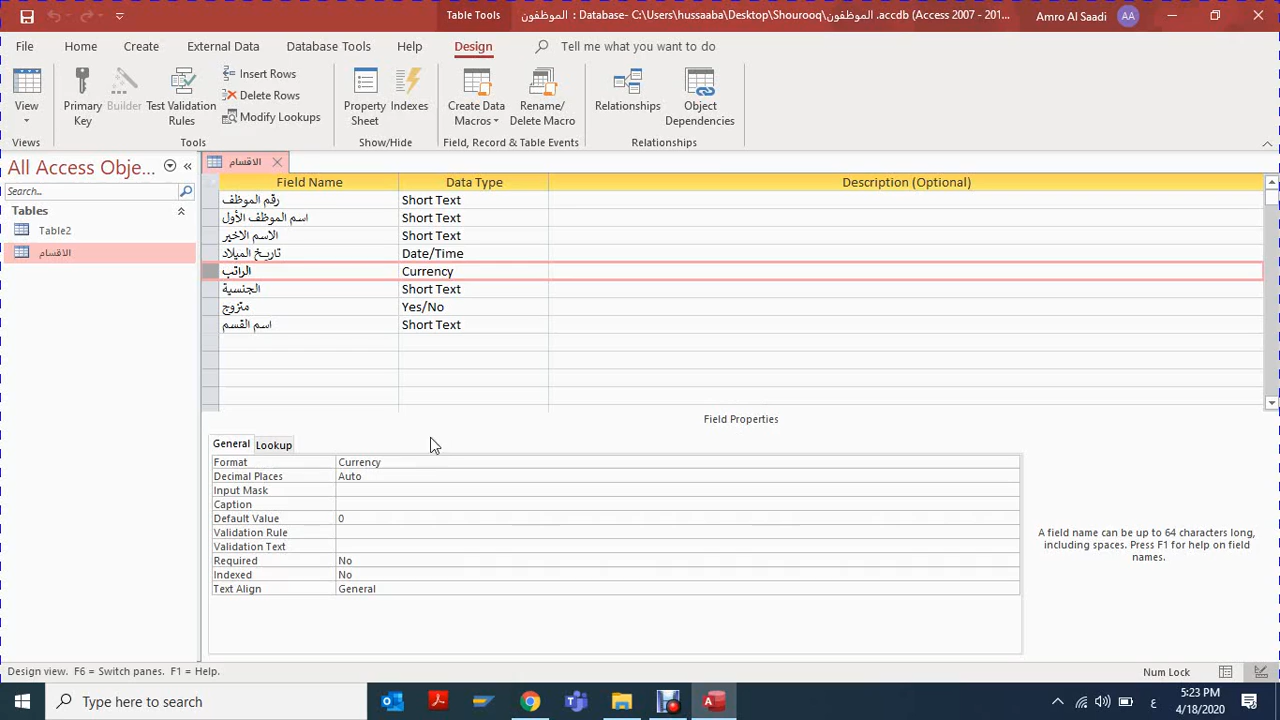 Table Tools
الموظفون : Database- C:\Users\hussaaba\Desktop\Shourooq\الموظفون .accdb (Access 2007 - 201...
Amro Al Saadi
AA
File
Home
Create
External Data
Database Tools
Help
Design
Tell me what you want to do
View
Primary Key
Builder
Test Validation Rules
Insert Rows
Delete Rows
Modify Lookups
Property Sheet
Indexes
Create Data Macros
Rename/ Delete Macro
Relationships
Object Dependencies
Views
Tools
Show/Hide
Field, Record & Table Events
Relationships
All Access Obje...
Search...
Tables
Table2
الاقسام
الاقسام
Field Name
Data Type
Description (Optional)
رقم الموظف
Short Text
اسم الموظف الأول
Short Text
الاسم الاخير
Short Text
تاريخ الميلاد
Date/Time
الراتب
Currency
الجنسية
Short Text
متزوج
Yes/No
اسم القسم
Short Text
Field Properties
General
Lookup
Format
Currency
Decimal Places
Auto
Input Mask
Caption
Default Value
0
Validation Rule
Validation Text
Required
No
Indexed
No
Text Align
General
A field name can be up to 64 characters long,
including spaces. Press F1 for help on field
names.
Design view. F6 = Switch panes. F1 = Help.
Num Lock
Type here to search
ع
5:23 PM
4/18/2020